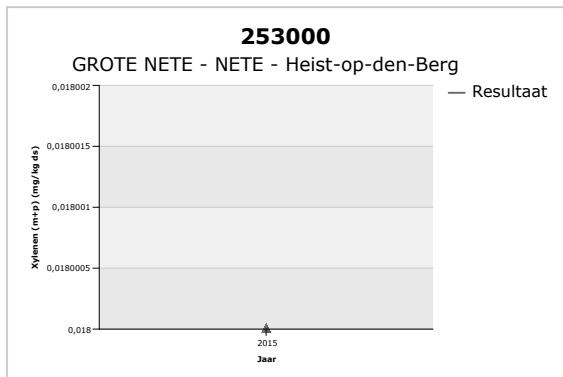 253000
GROTE NETE - NETE - Heist-op-den-Berg
Resultaat
Xylenen (m+p) (mg/kg ds)
0,018002
0,0180015
0,018001
0,0180005
0,018
2015
Jaar